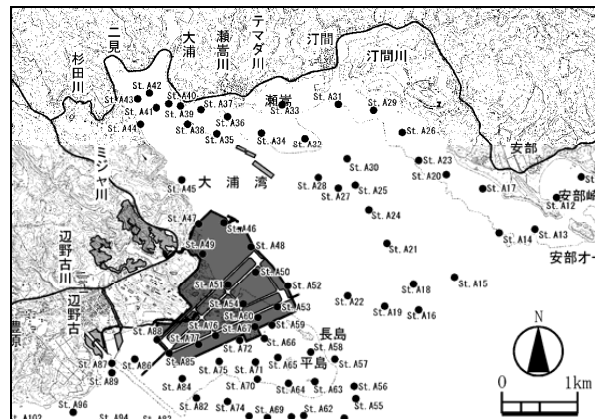 二見
杉田川
大浦
瀬嵩川
テマダ川
汀間
汀間川
安部
瀬嵩
大浦湾
安部崎
安部オー
ミジャ川
辺野古川
辺野古
豊原
長島
平島
St. A42
St. A43
St. A40
St. A41
St. A37
St. A44
St. A39
St. A38
St. A36
St. A35
St. A33
St. A31
St. A29
St. A34
St. A32
St. A26
St. A30
St. A23
St. A20
St. A17
St. A28
St. A27
St. A25
St. A12
St. A45
St. A24
St. A47
St. A46
St. A14
St. A13
St. A49
St. A48
St. A21
St. A50
St. A51
St. A52
St. A18
St. A15
St. A54
St. A53
St. A22
St. A19
St. A16
St. A60
St. A59
St. A88
St. A76
St. A67
St. A77
St. A72
St. A66
St. A58
St. A87
St. A86
St. A85
St. A75
St. A71
St. A65
St. A57
St. A89
St. A84
St. A70
St. A64
St. A63
St. A56
St. A82
St. A74
St. A55
St. A96
St. A69
St. A62
N
0 1km